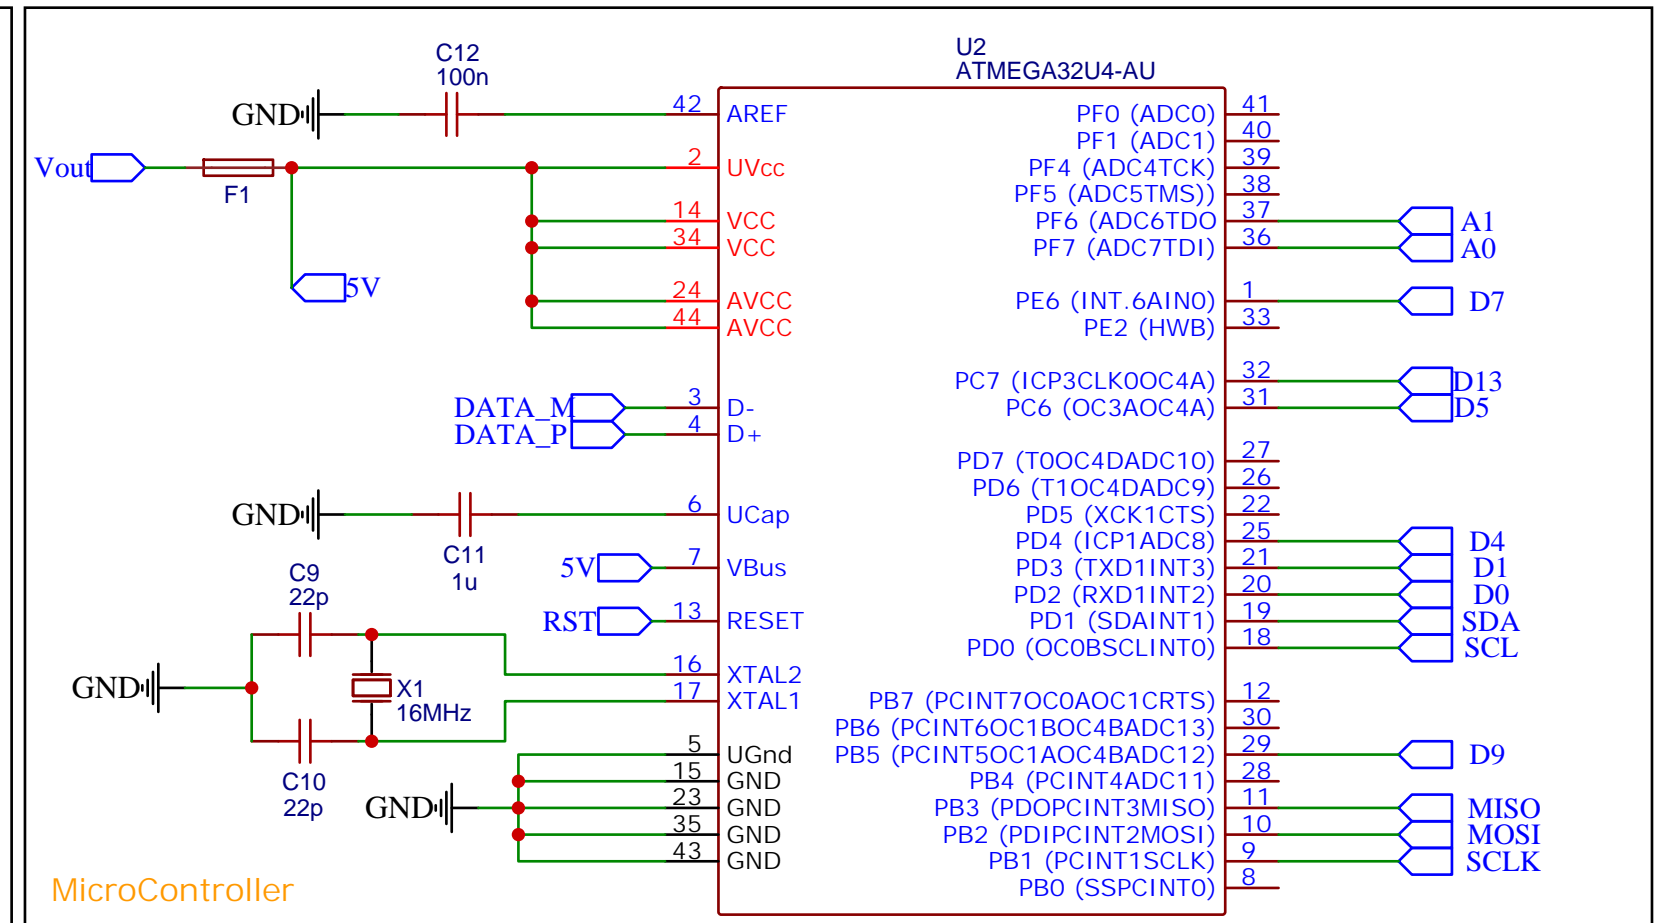 C12
100n
GND
Vout
F1
5V
DATA_M
DATA_P
GND
C11
1u
5V
RST
C9
22p
GND
X1
16MHz
C10
22p
GND
MicroController
U2
ATMEGA32U4-AU
42 AREF
2 UVcc
14 VCC
34 VCC
24 AVCC
44 AVCC
3 D-
4 D+
6 UCap
7 VBus
13 RESET
16 XTAL2
17 XTAL1
5 UGnd
15 GND
23 GND
35 GND
43 GND
PF0 (ADC0) 41
PF1 (ADC1) 40
PF4 (ADC4TCK) 39
PF5 (ADC5TMS)) 38
PF6 (ADC6TDO 37 A1
PF7 (ADC7TDI) 36 A0
PE6 (INT.6AIN0) 1 D7
PE2 (HWB) 33
PC7 (ICP3CLK0OC4A) 32 D13
PC6 (OC3AOC4A) 31 D5
PD7 (T0OC4DADC10) 27
PD6 (T1OC4DADC9) 26
PD5 (XCK1CTS) 22
PD4 (ICP1ADC8) 25 D4
PD3 (TXD1INT3) 21 D1
PD2 (RXD1INT2) 20 D0
PD1 (SDAINT1) 19 SDA
PD0 (OC0BSCLINT0) 18 SCL
PB7 (PCINT7OC0AOC1CRTS) 12
PB6 (PCINT6OC1BOC4BADC13) 30
PB5 (PCINT5OC1AOC4BADC12) 29 D9
PB4 (PCINT4ADC11) 28
PB3 (PDOPCINT3MISO) 11 MISO
PB2 (PDIPCINT2MOSI) 10 MOSI
PB1 (PCINT1SCLK) 9 SCLK
PB0 (SSPCINT0) 8